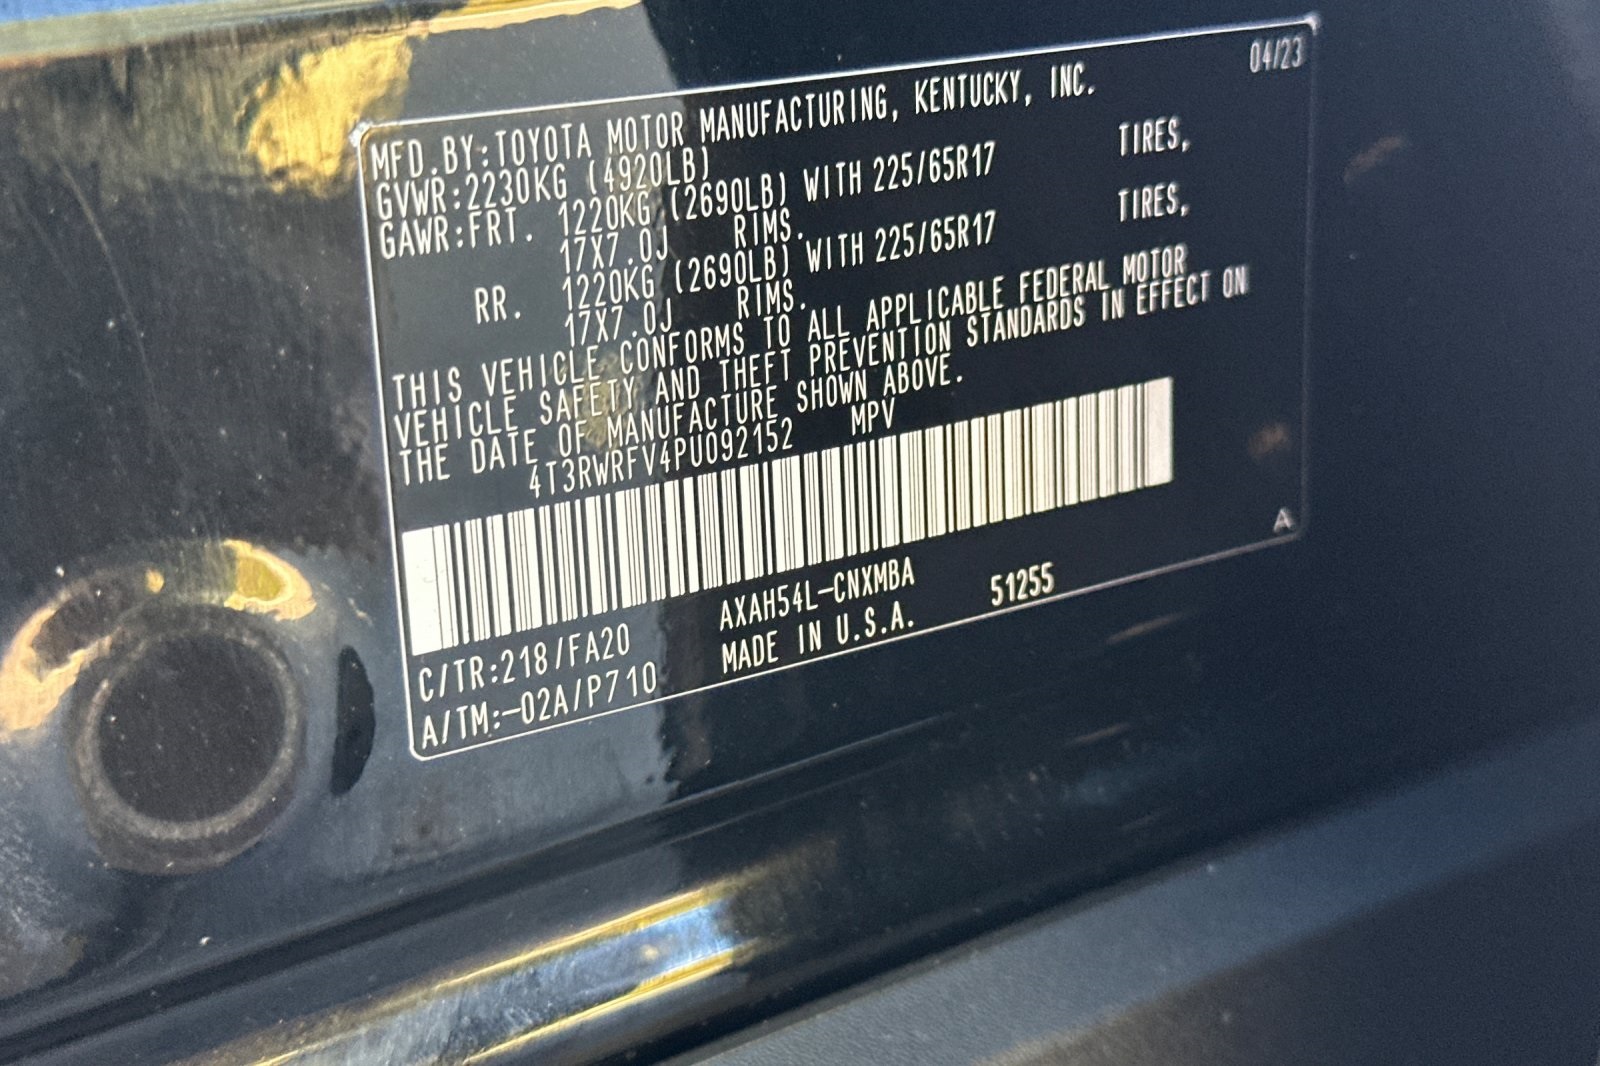 04/23
MFD.BY:TOYOTA MOTOR MANUFACTURING, KENTUCKY, INC.
GVWR:2230KG (4920LB)
GAWR:FRT. 1220KG (2690LB) WITH 225/65R17 TIRES,
17X7.0J RIMS.
RR. 1220KG (2690LB) WITH 225/65R17 TIRES,
17X7.0J RIMS.
THIS VEHICLE CONFORMS TO ALL APPLICABLE FEDERAL MOTOR
VEHICLE SAFETY AND THEFT PREVENTION STANDARDS IN EFFECT ON
THE DATE OF MANUFACTURE SHOWN ABOVE.
4T3RWRFV4PU092152 MPV
A
C/TR:218/FA20 AXAH54L-CNXMBA 51255
A/TM:-02A/P710 MADE IN U.S.A.